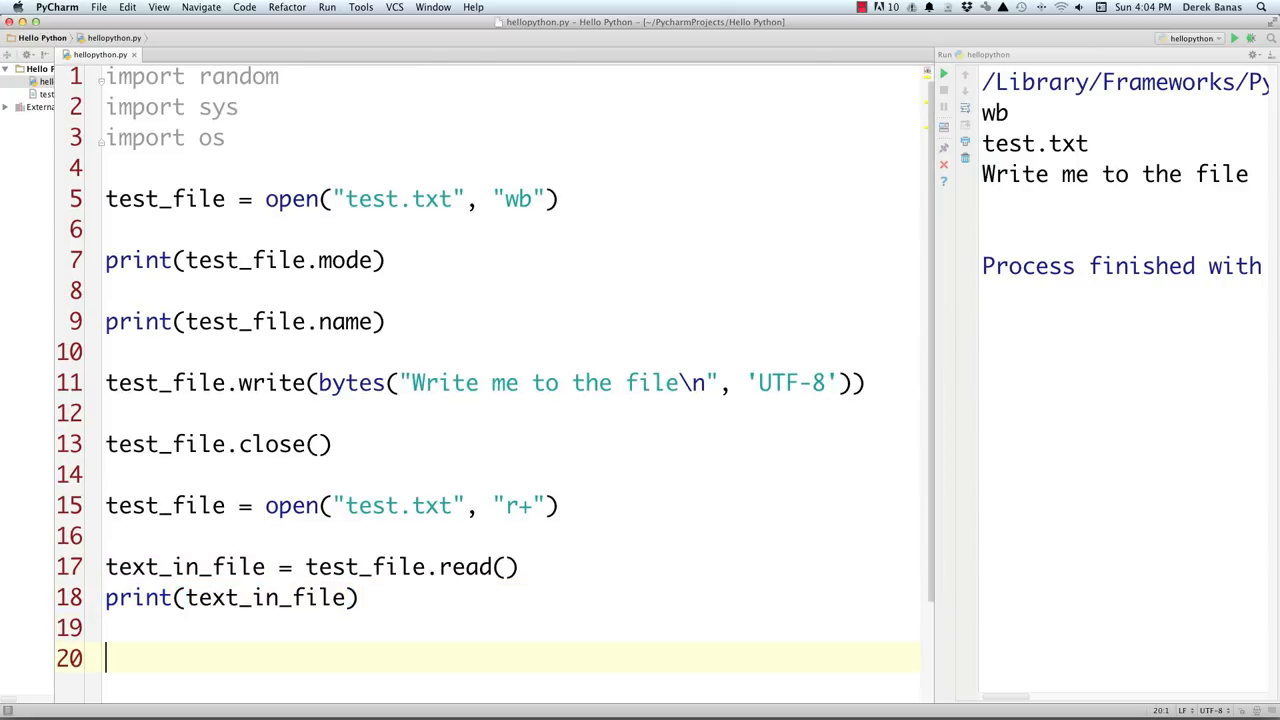 PyCharm File Edit View Navigate Code Refactor Run Tools VCS Window Help 10 Sun 4:04 PM Derek Banas
hellopython.py - Hello Python - [~/PycharmProjects/Hello Python]
Hello Python hellopython.py hellopython
hellopython.py Run hellopython
Hello P
hell
test
Extern
1 import random
2 import sys
3 import os
4
5 test_file = open("test.txt", "wb")
6
7 print(test_file.mode)
8
9 print(test_file.name)
10
11 test_file.write(bytes("Write me to the file\n", 'UTF-8'))
12
13 test_file.close()
14
15 test_file = open("test.txt", "r+")
16
17 text_in_file = test_file.read()
18 print(text_in_file)
19
20
/Library/Frameworks/Py
wb
test.txt
Write me to the file
Process finished with
20:1 LF UTF-8